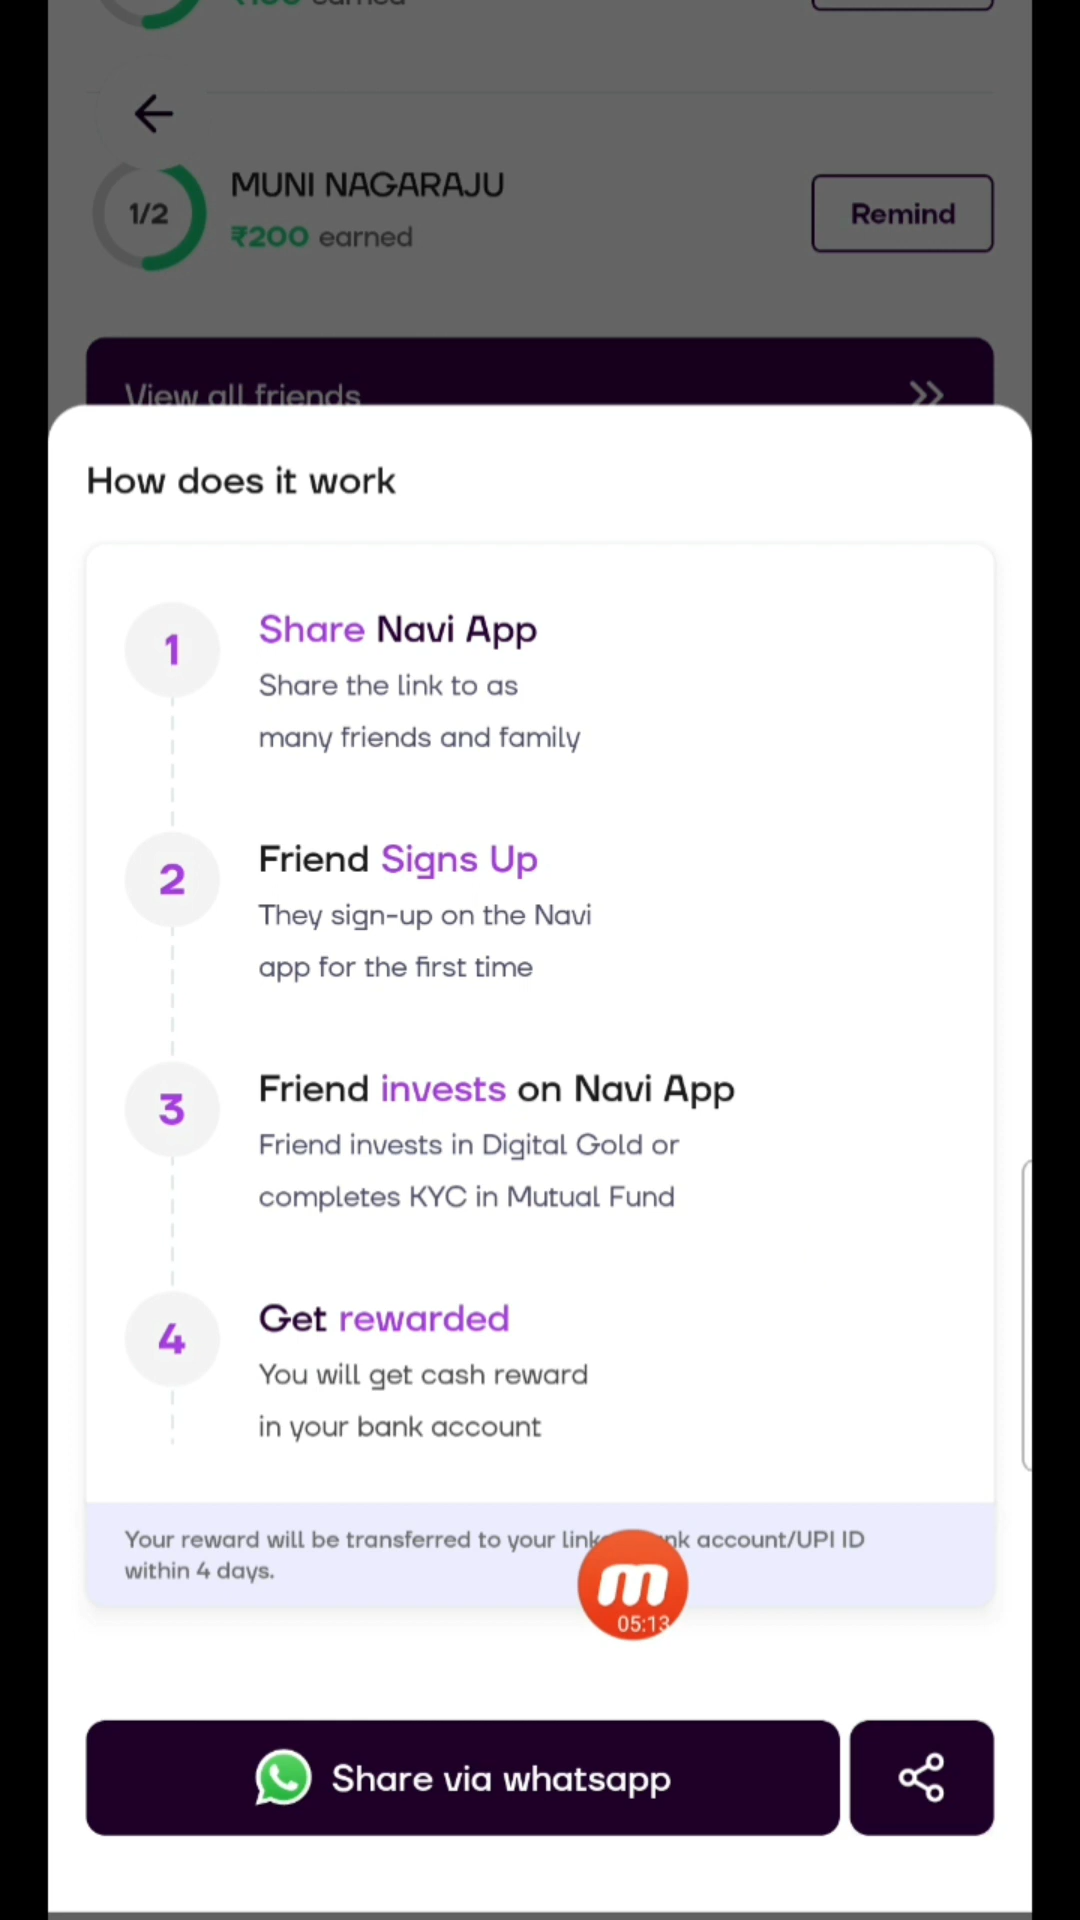 earned
MUNI NAGARAJU
1/2
₹200 earned
Remind
View all friends
How does it work
1
Share Navi App
Share the link to as
many friends and family
2
Friend Signs Up
They sign-up on the Navi
app for the first time
3
Friend invests on Navi App
Friend invests in Digital Gold or
completes KYC in Mutual Fund
4
Get rewarded
You will get cash reward
in your bank account
Your reward will be transferred to your account/UPI ID
within 4 days.
m
05:13
Share via whatsapp